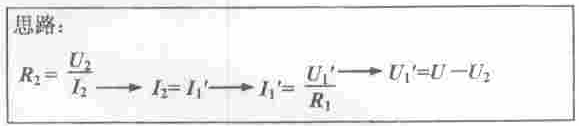 思路：
R₂ = U₂/I₂ ⟶ I₂= I₁′ ⟶ I₁′= U₁′/R₁ ⟶ U₁′=U－U₂